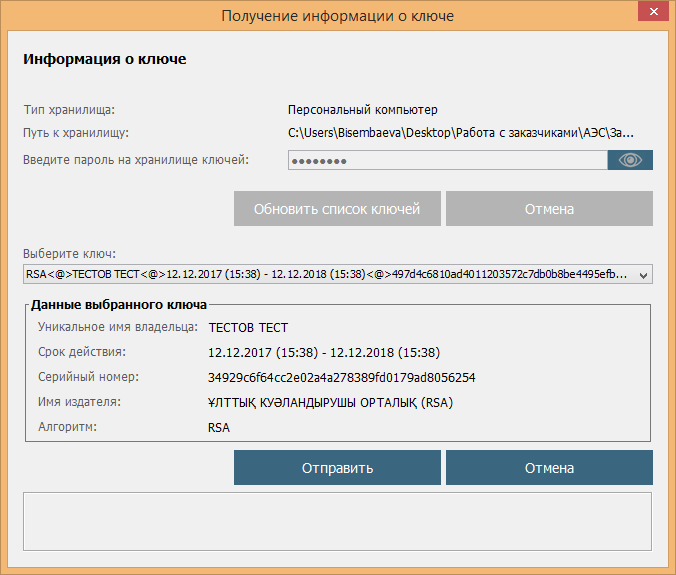 Получение информации о ключе
Информация о ключе
Тип хранилища: Персональный компьютер
Путь к хранилищу: C:\Users\Bisembaeva\Desktop\Работа с заказчиками\АЭС\За...
Введите пароль на хранилище ключей: ●●●●●●●●
Обновить список ключей Отмена
Выберите ключ:
RSA<@>ТЕСТОВ ТЕСТ<@>12.12.2017 (15:38) - 12.12.2018 (15:38)<@>497d4c6810ad4011203572c7db0b8be4495efb...
Данные выбранного ключа
Уникальное имя владельца: ТЕСТОВ ТЕСТ
Срок действия: 12.12.2017 (15:38) - 12.12.2018 (15:38)
Серийный номер: 34929c6f64cc2e02a4a278389fd0179ad8056254
Имя издателя: ҰЛТТЫҚ КУӘЛАНДЫРУШЫ ОРТАЛЫҚ (RSA)
Алгоритм: RSA
Отправить Отмена